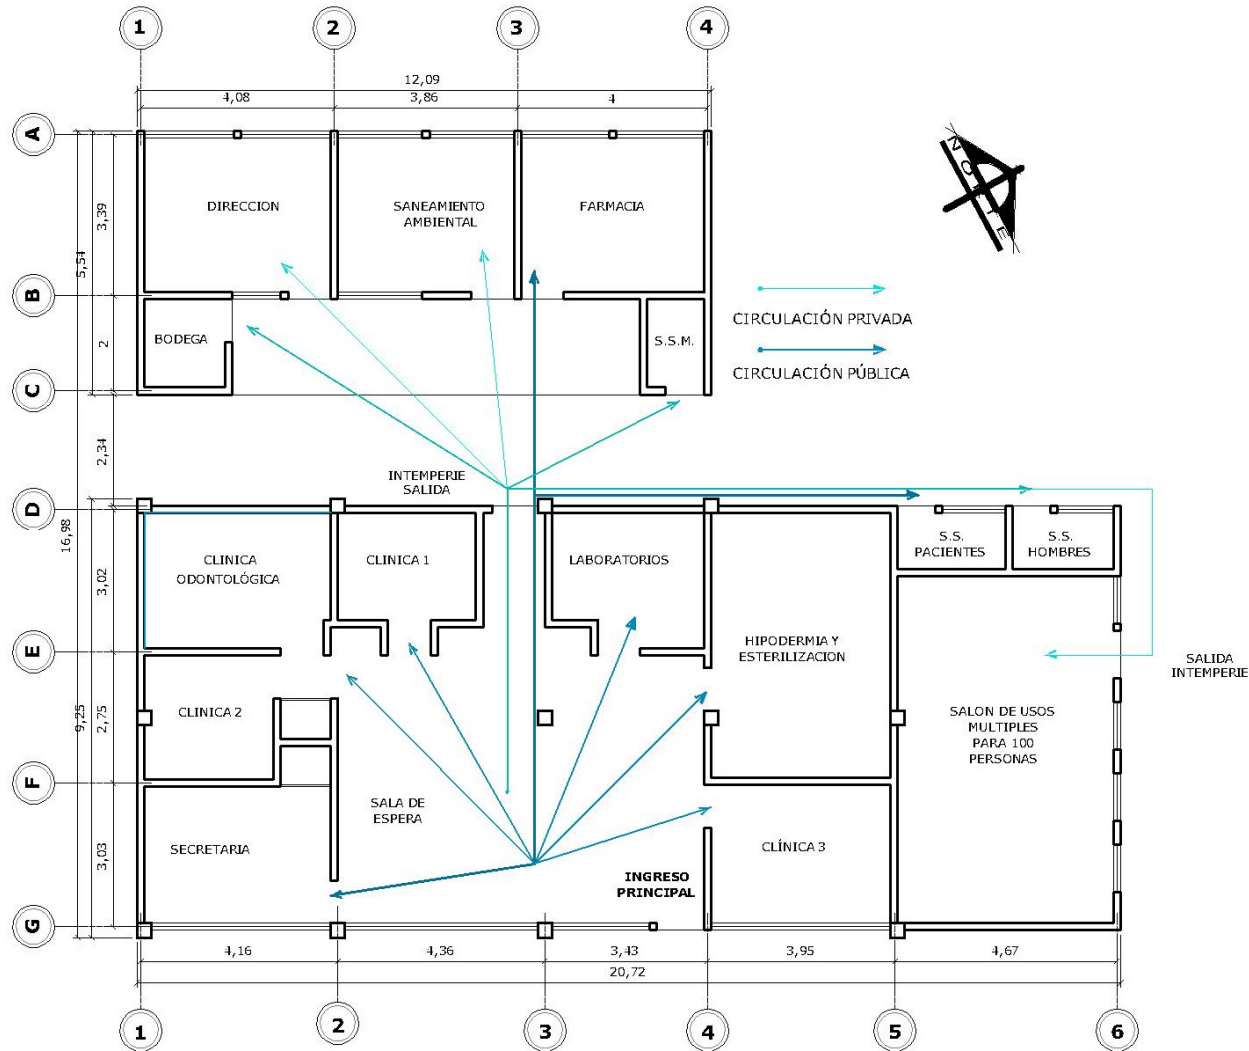 1
2
3
4
12,09
4,08
3,86
4
A
NORTE
3,39
DIRECCION
SANEAMIENTO
AMBIENTAL
FARMACIA
5,54
B
CIRCULACIÓN PRIVADA
2
BODEGA
S.S.M.
CIRCULACIÓN PÚBLICA
C
2,34
INTEMPERIE
SALIDA
D
16,98
CLINICA
ODONTOLÓGICA
CLINICA 1
LABORATORIOS
S.S.
PACIENTES
S.S.
HOMBRES
3,02
HIPODERMIA Y
ESTERILIZACION
E
SALIDA
INTEMPERIE
9,25
2,75
CLINICA 2
SALON DE USOS
MULTIPLES
PARA 100
PERSONAS
F
SALA DE
ESPERA
3,03
SECRETARIA
CLÍNICA 3
INGRESO
PRINCIPAL
G
4,16
4,36
3,43
3,95
4,67
20,72
1
2
3
4
5
6